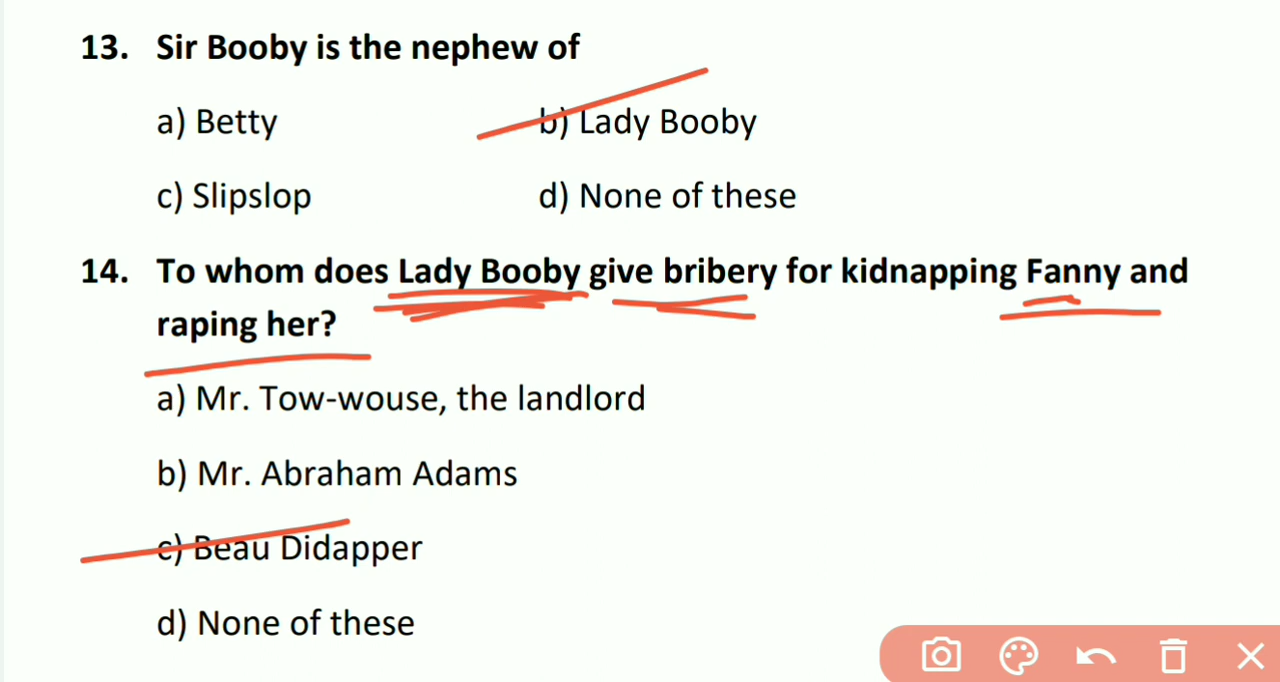 13. Sir Booby is the nephew of
a) Betty b) Lady Booby
c) Slipslop d) None of these
14. To whom does Lady Booby give bribery for kidnapping Fanny and
raping her?
a) Mr. Tow-wouse, the landlord
b) Mr. Abraham Adams
c) Beau Didapper
d) None of these